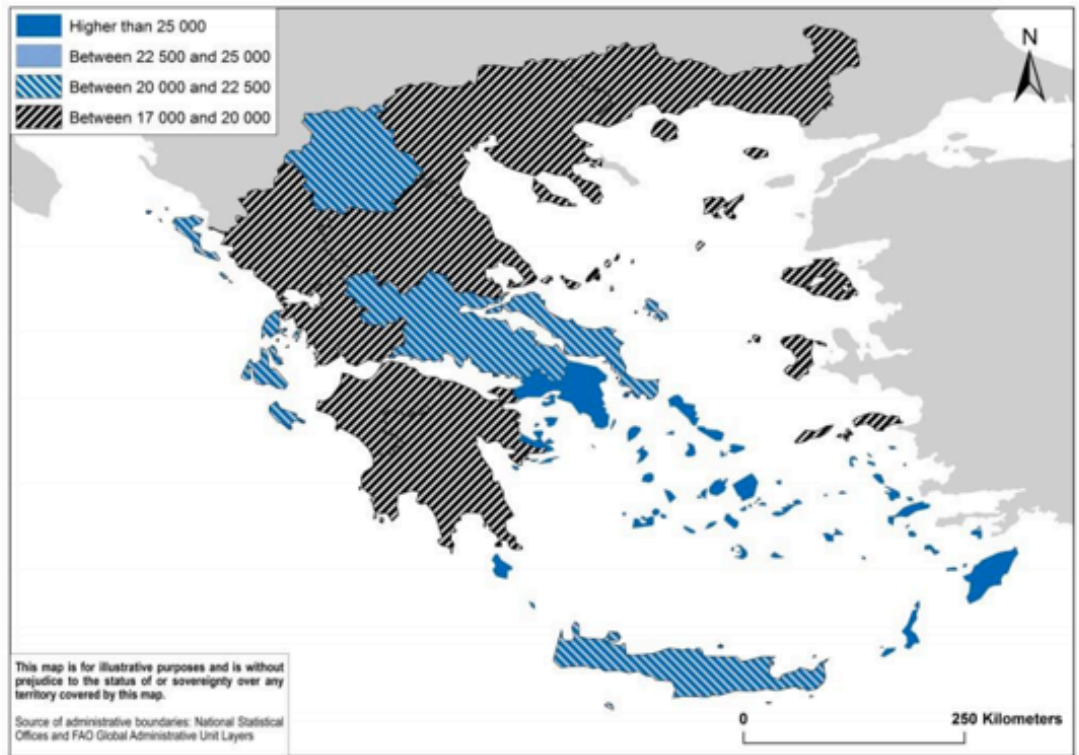 Higher than 25 000
Between 22 500 and 25 000
Between 20 000 and 22 500
Between 17 000 and 20 000
N
This map is for illustrative purposes and is without
prejudice to the status of or sovereignty over any
territory covered by this map.
Source of administrative boundaries: National Statistical
Offices and FAO Global Administrative Unit Layers
0 250 Kilometers